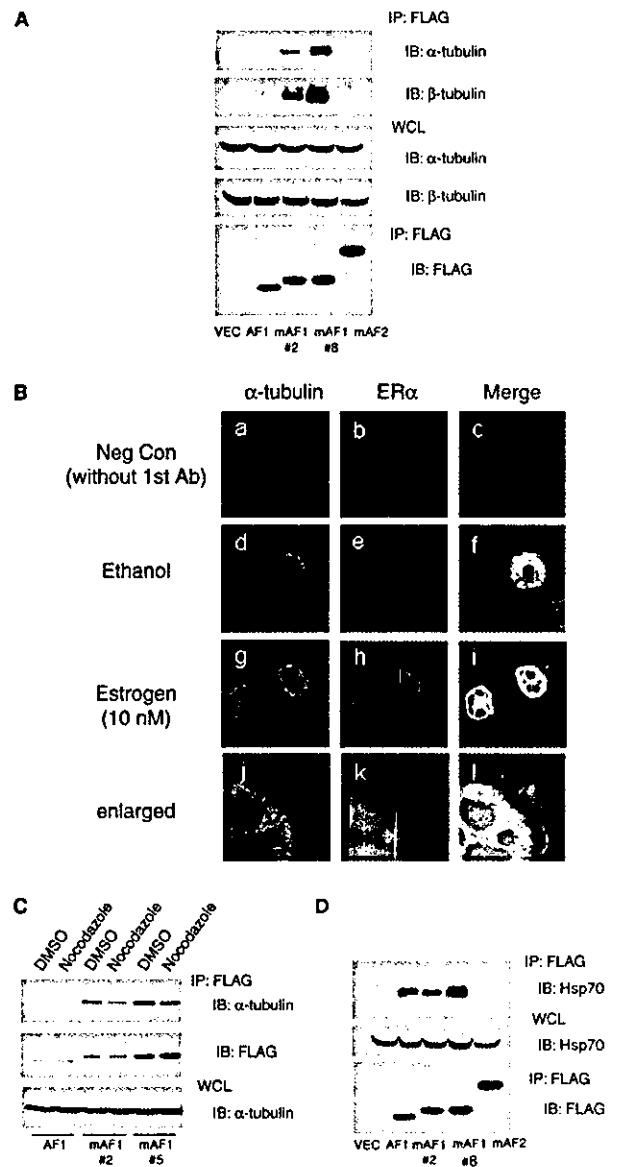 A
IP: FLAG
IB: α-tubulin
IB: β-tubulin
WCL
IB: α-tubulin
IB: β-tubulin
IP: FLAG
IB: FLAG
VEC AF1 mAF1 mAF1 mAF2
#2 #8
B
α-tubulin ERα Merge
Neg Con
(without 1st Ab)
a b c
Ethanol
d e f
Estrogen
(10 nM)
g h i
enlarged
j k l
C
DMSO
Nocodazole
DMSO
Nocodazole
DMSO
Nocodazole
IP: FLAG
IB: α-tubulin
IB: FLAG
WCL
IB: α-tubulin
AF1 mAF1 mAF1
#2 #5
D
IP: FLAG
IB: Hsp70
WCL
IB: Hsp70
IP: FLAG
IB: FLAG
VEC AF1 mAF1 mAF1 mAF2
#2 #8